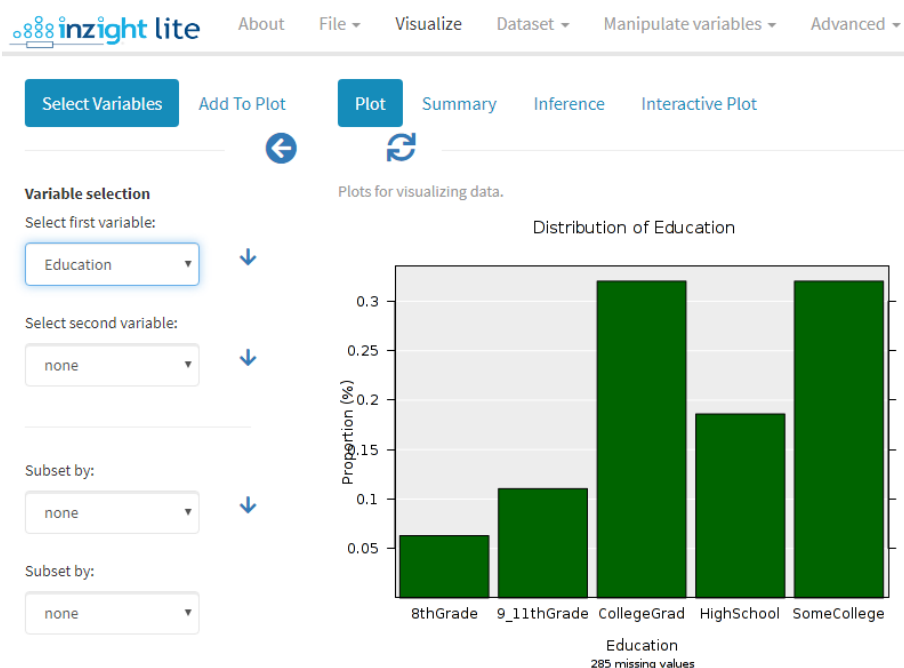 inzight lite About File Visualize Dataset Manipulate variables Advanced
Select Variables Add To Plot Plot Summary Inference Interactive Plot
Variable selection
Select first variable:
Education
Select second variable:
none
Subset by:
none
Subset by:
none
Plots for visualizing data.
Distribution of Education
Proportion (%)
0.3
0.25
0.2
0.15
0.1
0.05
8thGrade 9_11thGrade CollegeGrad HighSchool SomeCollege
Education
285 missing values